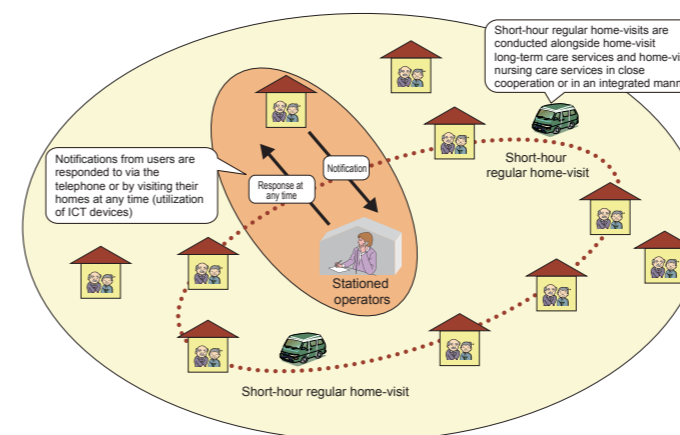 Short-hour regular home-visits are
conducted alongside home-visit
long-term care services and home-vi
nursing care services in close
cooperation or in an integrated mann
Notifications from users are
responded to via the
telephone or by visiting their
homes at any time (utilization
of ICT devices)
Notification
Response at
any time
Short-hour
regular home-visit
Stationed
operators
Short-hour regular home-visit